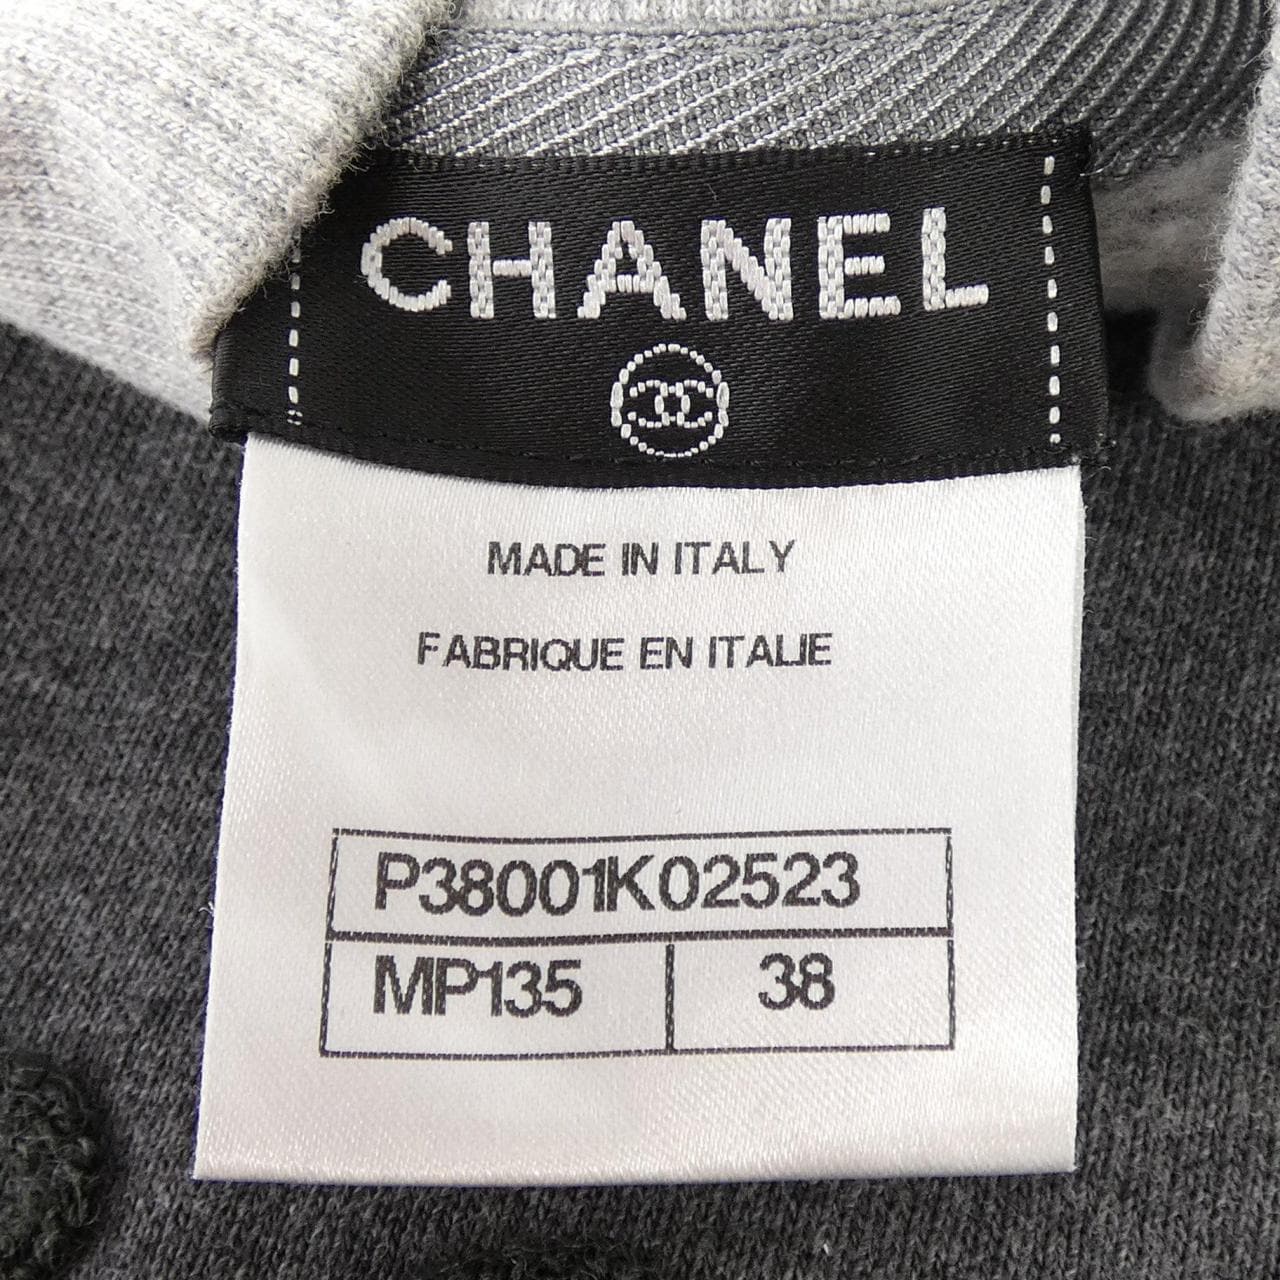 CHANEL
MADE IN ITALY
FABRIQUE EN ITALIE
P38001K02523
MP135 38